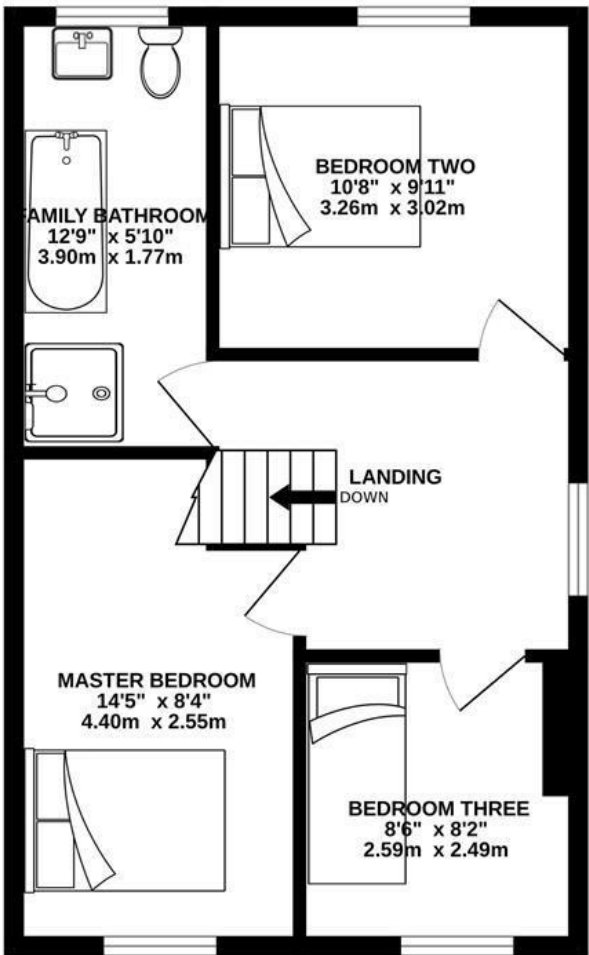 BEDROOM TWO
10'8" x 9'11"
3.26m x 3.02m
FAMILY BATHROOM
12'9" x 5'10"
3.90m x 1.77m
LANDING
DOWN
MASTER BEDROOM
14'5" x 8'4"
4.40m x 2.55m
BEDROOM THREE
8'6" x 8'2"
2.59m x 2.49m